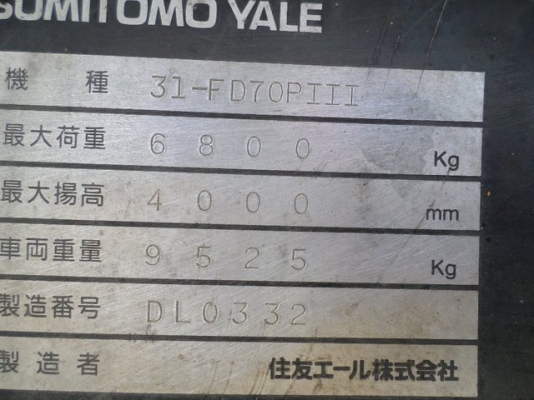 SUMITOMO YALE
機種 31-FD70PIII
最大荷重 6800 Kg
最大揚高 4000 mm
車両重量 9525 Kg
製造番号 DL0332
製造者 住友エール株式会社